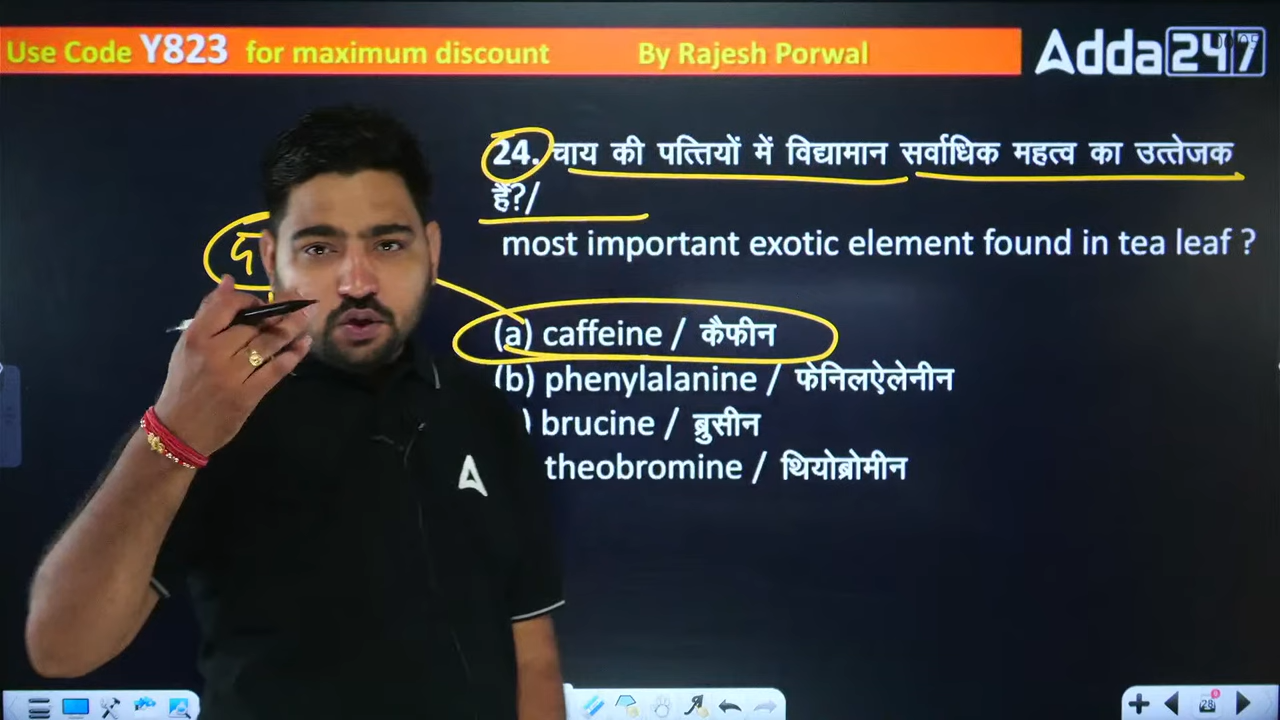 Use Code Y823 for maximum discount By Rajesh Porwal
Adda247
24. चाय की पत्तियों में विद्यामान सर्वाधिक महत्व का उत्तेजक
हैं?/
most important exotic element found in tea leaf ?
(a) caffeine / कैफीन
(b) phenylalanine / फेनिलऐलेनीन
) brucine / ब्रुसीन
theobromine / थियोब्रोमीन
28